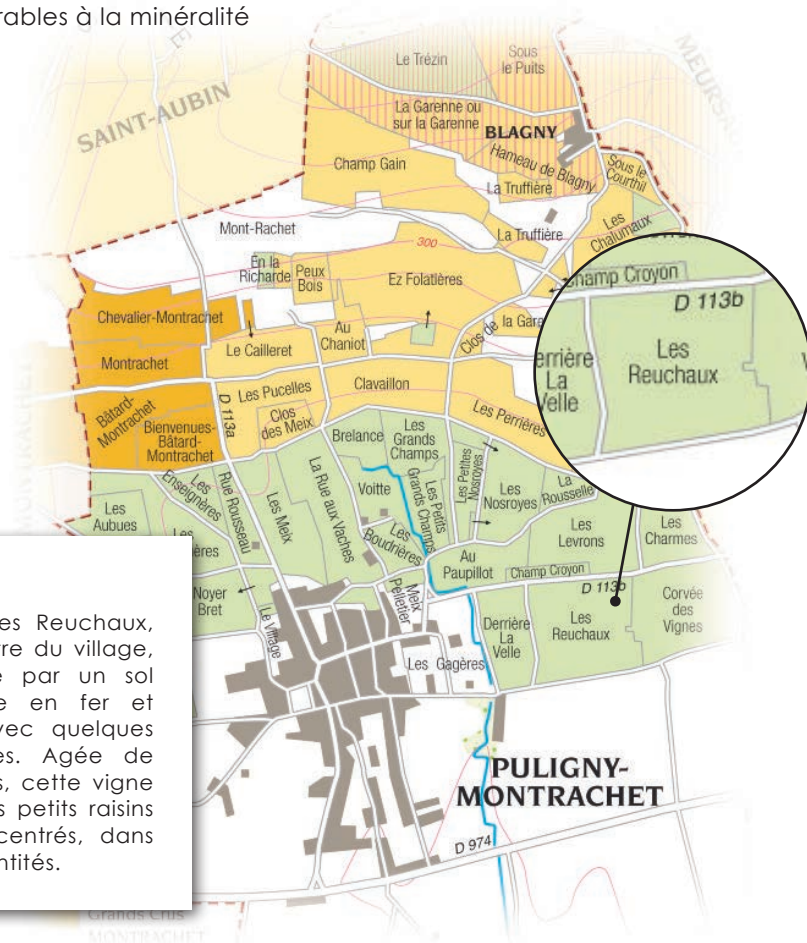 rables à la minéralité
SAINT-AUBIN
Le Trézin
Sous
le Puits
La Garenne ou
sur la Garenne
BLAGNY
Hameau de Blagny
Champ Gain
La Truffière
Sous le
Courthil
Mont-Rachet
La Truffière
Les
Chalumaux
300
En la
Richarde
Peux
Bois
Ez Folatières
Champ Croyon
D 113b
Chevalier-Montrachet
Au
Chaniot
Clos de la Gare
Les
Reuchaux
errière
La
Velle
Montrachet
Le Cailleret
Les Pucelles
Clavaillon
Bâtard-
Montrachet
Bienvenues-
Bâtard-
Montrachet
D 113a
Clos
des Meix
Les Perrières
Brelance
Les
Grands
Champs
Les
Enseignères
Rue Rousseau
Les Meix
La Rue aux Vaches
Voitte
Les Petits
Grands Champs
Les Petites
Nosroyes
Les
Nosroyes
La
Rousselle
Les
Aubues
Les
Boudrières
Les
Levrons
Les
Charmes
Les
ères
Au
Paupillot
Champ Croyon
D 113b
Noyer
Bret
Le Village
Meix
Pelletier
Derrière
La
Velle
Les
Reuchaux
Corvée
des
Vignes
Les Gagères
es Reuchaux,
re du village,
par un sol
e en fer et
vec quelques
es. Agée de
s, cette vigne
s petits raisins
centrés, dans
ntités.
PULIGNY-
MONTRACHET
D 974
Grands Crus
MONTRACHET